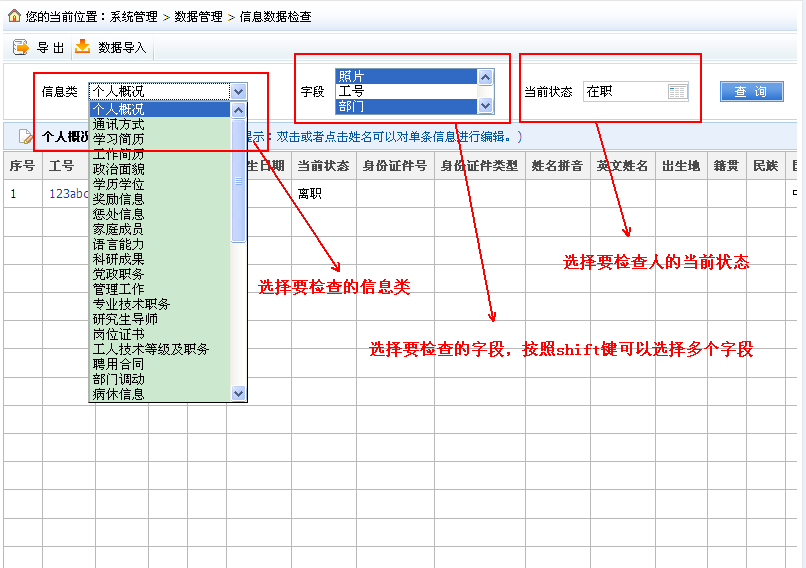 您的当前位置：系统管理 > 数据管理 > 信息数据检查
导出 数据导入
信息类 个人概况 字段 照片 工号 部门 当前状态 在职 查询
个人概况
通讯方式
学习简历
工作简历
政治面貌
学历学位
奖励信息
惩处信息
家庭成员
语言能力
科研成果
党政职务
管理工作
专业技术职务
研究生导师
岗位证书
工人技术等级及职务
聘用合同
部门调动
病休信息
个人概况 示：双击或者点击姓名可以对单条信息进行编辑。）
序号 工号 生日期 当前状态 身份证件号 身份证件类型 姓名拼音 英文姓名 出生地 籍贯 民族
1 123abc 离职
选择要检查人的当前状态
选择要检查的信息类
选择要检查的字段，按照shift键可以选择多个字段